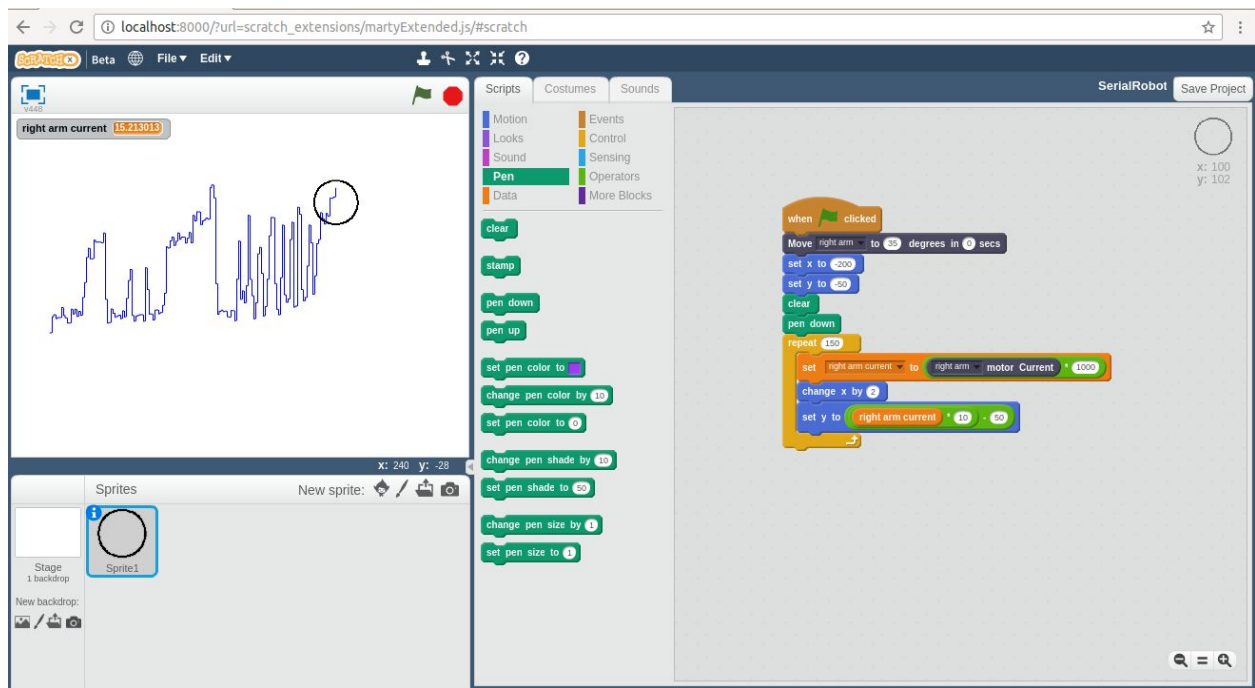 localhost:8000/?url=scratch_extensions/martyExtended.js/#scratch
SCRATCHX Beta File▾ Edit▾
v448
right arm current 15.213013
x: 240 y: -28
Sprites New sprite:
Stage
1 backdrop
New backdrop:
Sprite1
Scripts Costumes Sounds
Motion Events
Looks Control
Sound Sensing
Pen Operators
Data More Blocks
clear
stamp
pen down
pen up
set pen color to
change pen color by 10
set pen color to 0
change pen shade by 10
set pen shade to 50
change pen size by 1
set pen size to 1
SerialRobot Save Project
x: 100
y: 102
when clicked
Move right arm to 35 degrees in 0 secs
set x to -200
set y to -50
clear
pen down
repeat 150
set right arm current to right arm motor Current * 1000
change x by 2
set y to right arm current * 10 - 50